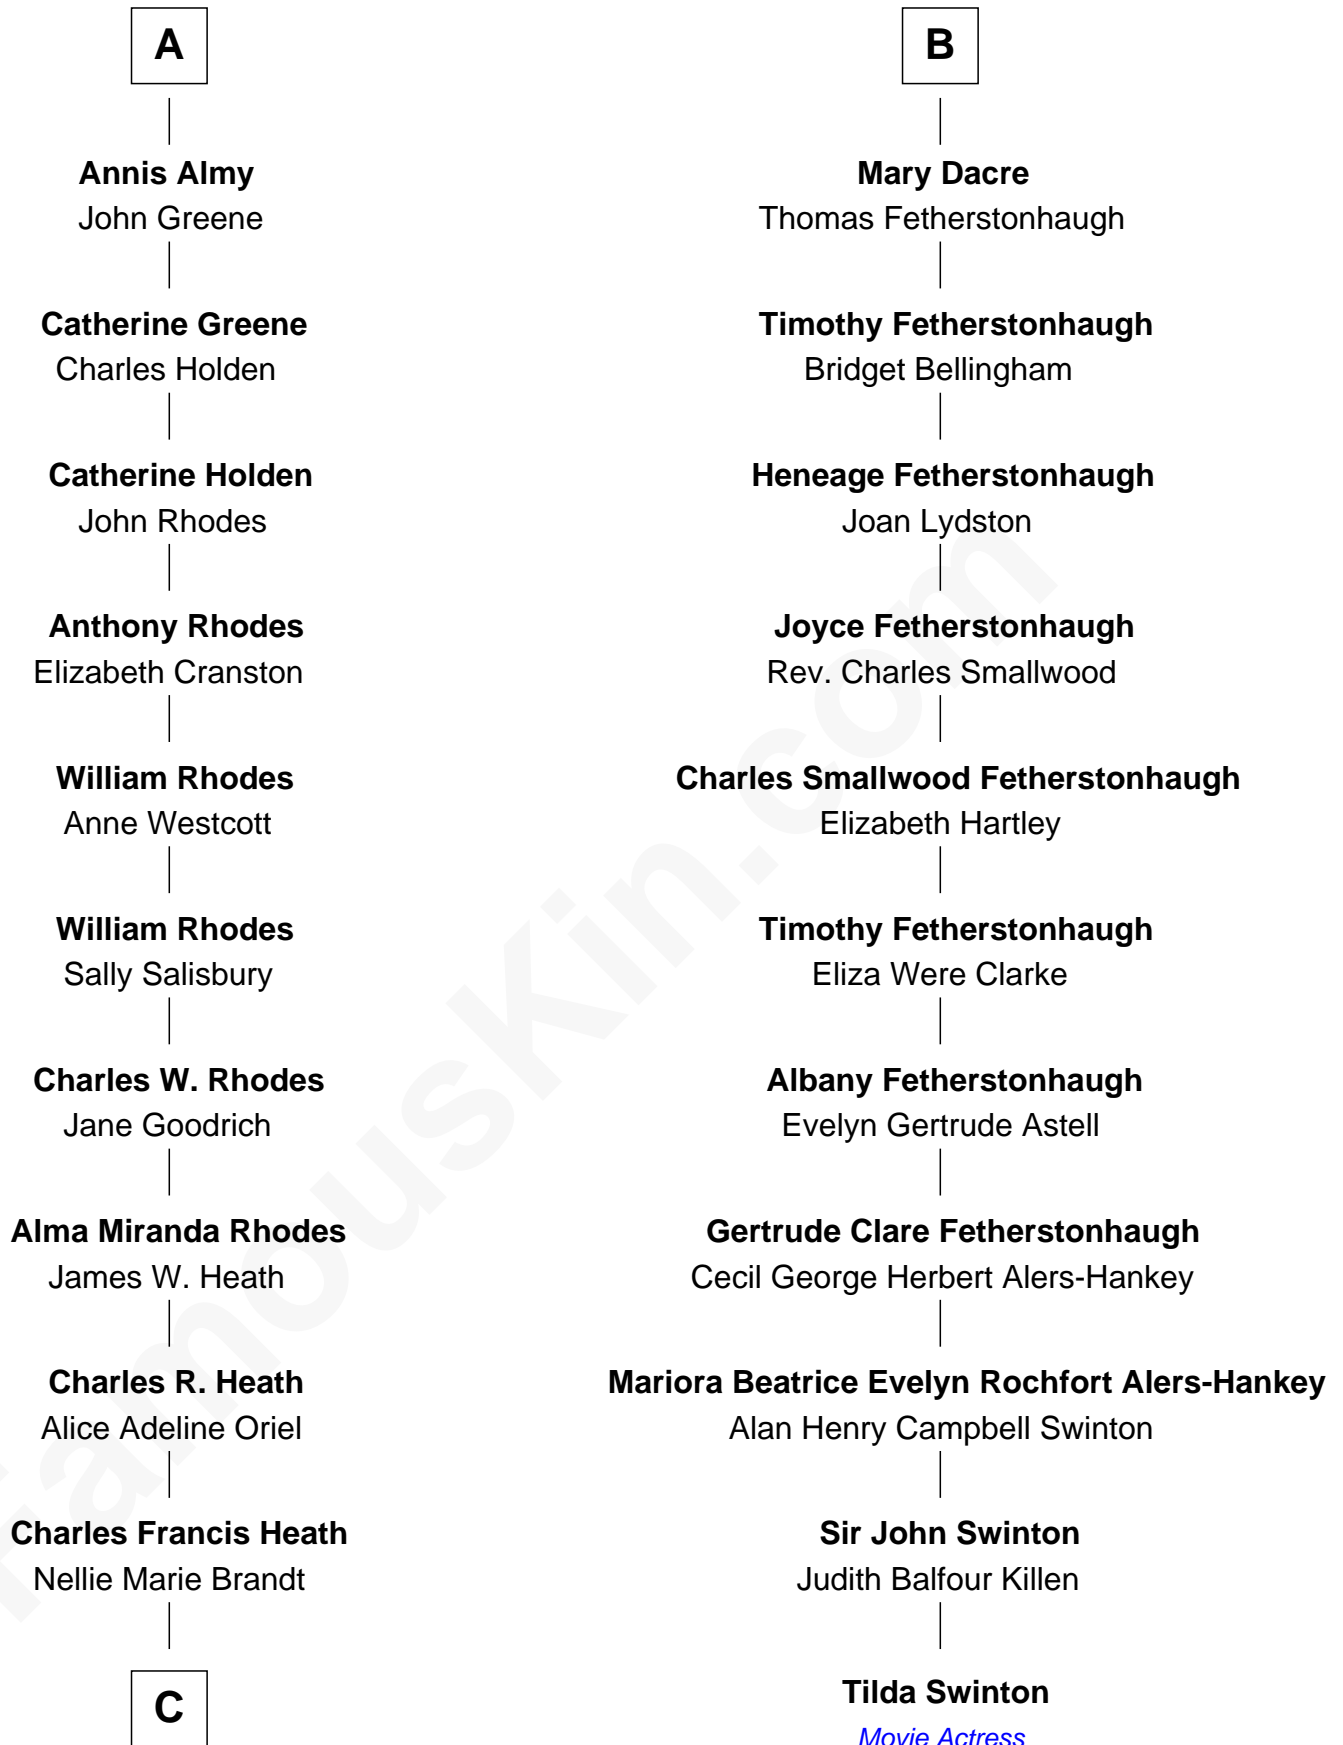 A
Annis Almy
John Greene
Catherine Greene
Charles Holden
Catherine Holden
John Rhodes
Anthony Rhodes
Elizabeth Cranston
William Rhodes
Anne Westcott
William Rhodes
Sally Salisbury
Charles W. Rhodes
Jane Goodrich
Alma Miranda Rhodes
James W. Heath
Charles R. Heath
Alice Adeline Oriel
Charles Francis Heath
Nellie Marie Brandt
C
B
Mary Dacre
Thomas Fetherstonhaugh
Timothy Fetherstonhaugh
Bridget Bellingham
Heneage Fetherstonhaugh
Joan Lydston
Joyce Fetherstonhaugh
Rev. Charles Smallwood
Charles Smallwood Fetherstonhaugh
Elizabeth Hartley
Timothy Fetherstonhaugh
Eliza Were Clarke
Albany Fetherstonhaugh
Evelyn Gertrude Astell
Gertrude Clare Fetherstonhaugh
Cecil George Herbert Alers-Hankey
Mariora Beatrice Evelyn Rochfort Alers-Hankey
Alan Henry Campbell Swinton
Sir John Swinton
Judith Balfour Killen
Tilda Swinton
Movie Actress
FamousKin.com